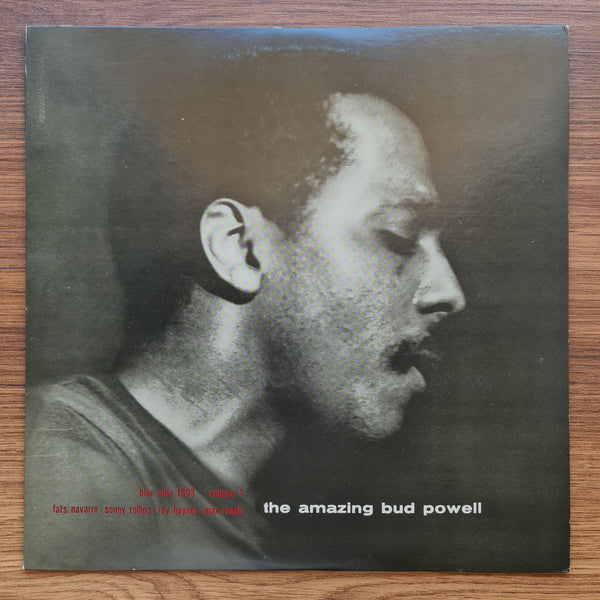 blue note 1503 volume 1
fats navarro · sonny rollins · roy haynes · max roach
the amazing bud powell